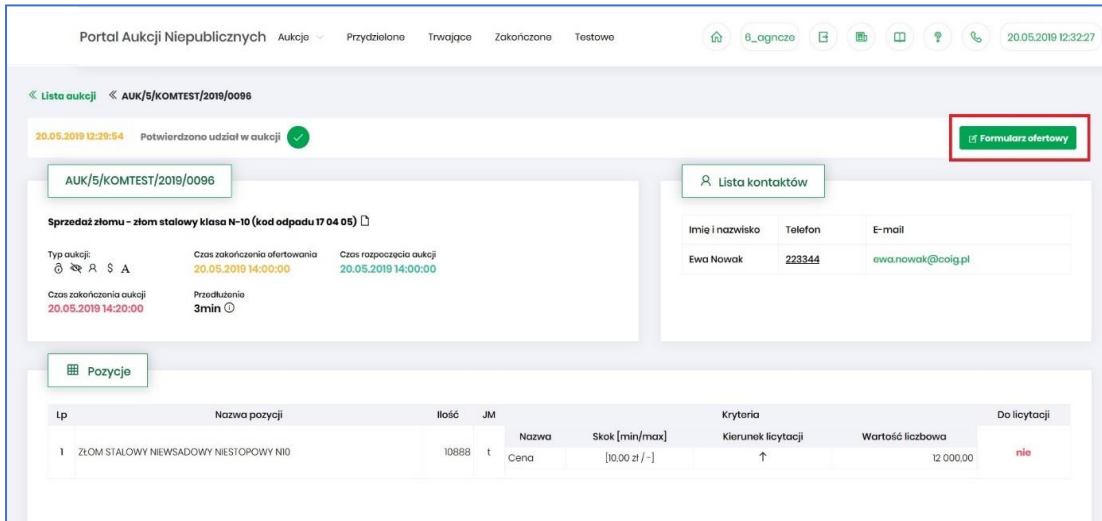 Portal Aukcji Niepublicznych Aukcje Przydzielone Trwające Zakończone Testowe 6_agncze 20.05.2019 12:32:27
« Lista aukcji « AUK/5/KOMTEST/2019/0096
20.05.2019 12:29:54 Potwierdzono udział w aukcji Formularz ofertowy
AUK/5/KOMTEST/2019/0096
Lista kontaktów
Sprzedaż złomu - złom stalowy klasa N-10 (kod odpadu 17 04 05)
Imię i nazwisko Telefon E-mail
Typ aukcji: Czas zakończenia ofertowania Czas rozpoczęcia aukcji
$ A 20.05.2019 14:00:00 20.05.2019 14:00:00
Ewa Nowak 223344 ewa.nowak@coig.pl
Czas zakończenia aukcji Przedłużenie
20.05.2019 14:20:00 3min
Pozycje
Lp Nazwa pozycji Ilość JM Kryteria Do licytacji
Nazwa Skok [min/max] Kierunek licytacji Wartość liczbowa
1 ZŁOM STALOWY NIEWSADOWY NIESTOPOWY N10 10888 t Cena [10,00 zł / -] ↑ 12 000,00 nie